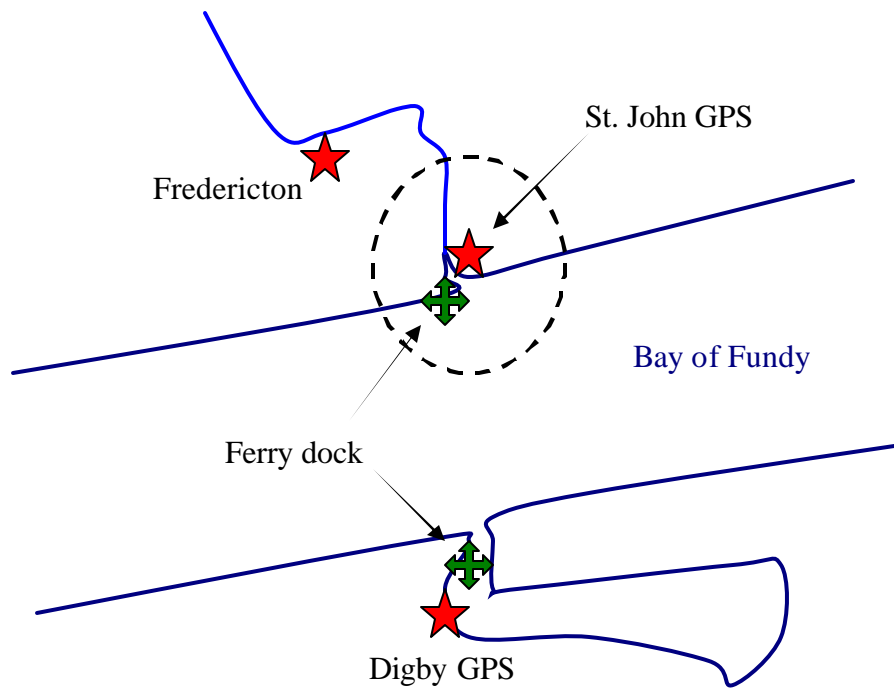 St. John GPS
Fredericton
Bay of Fundy
Ferry dock
Digby GPS